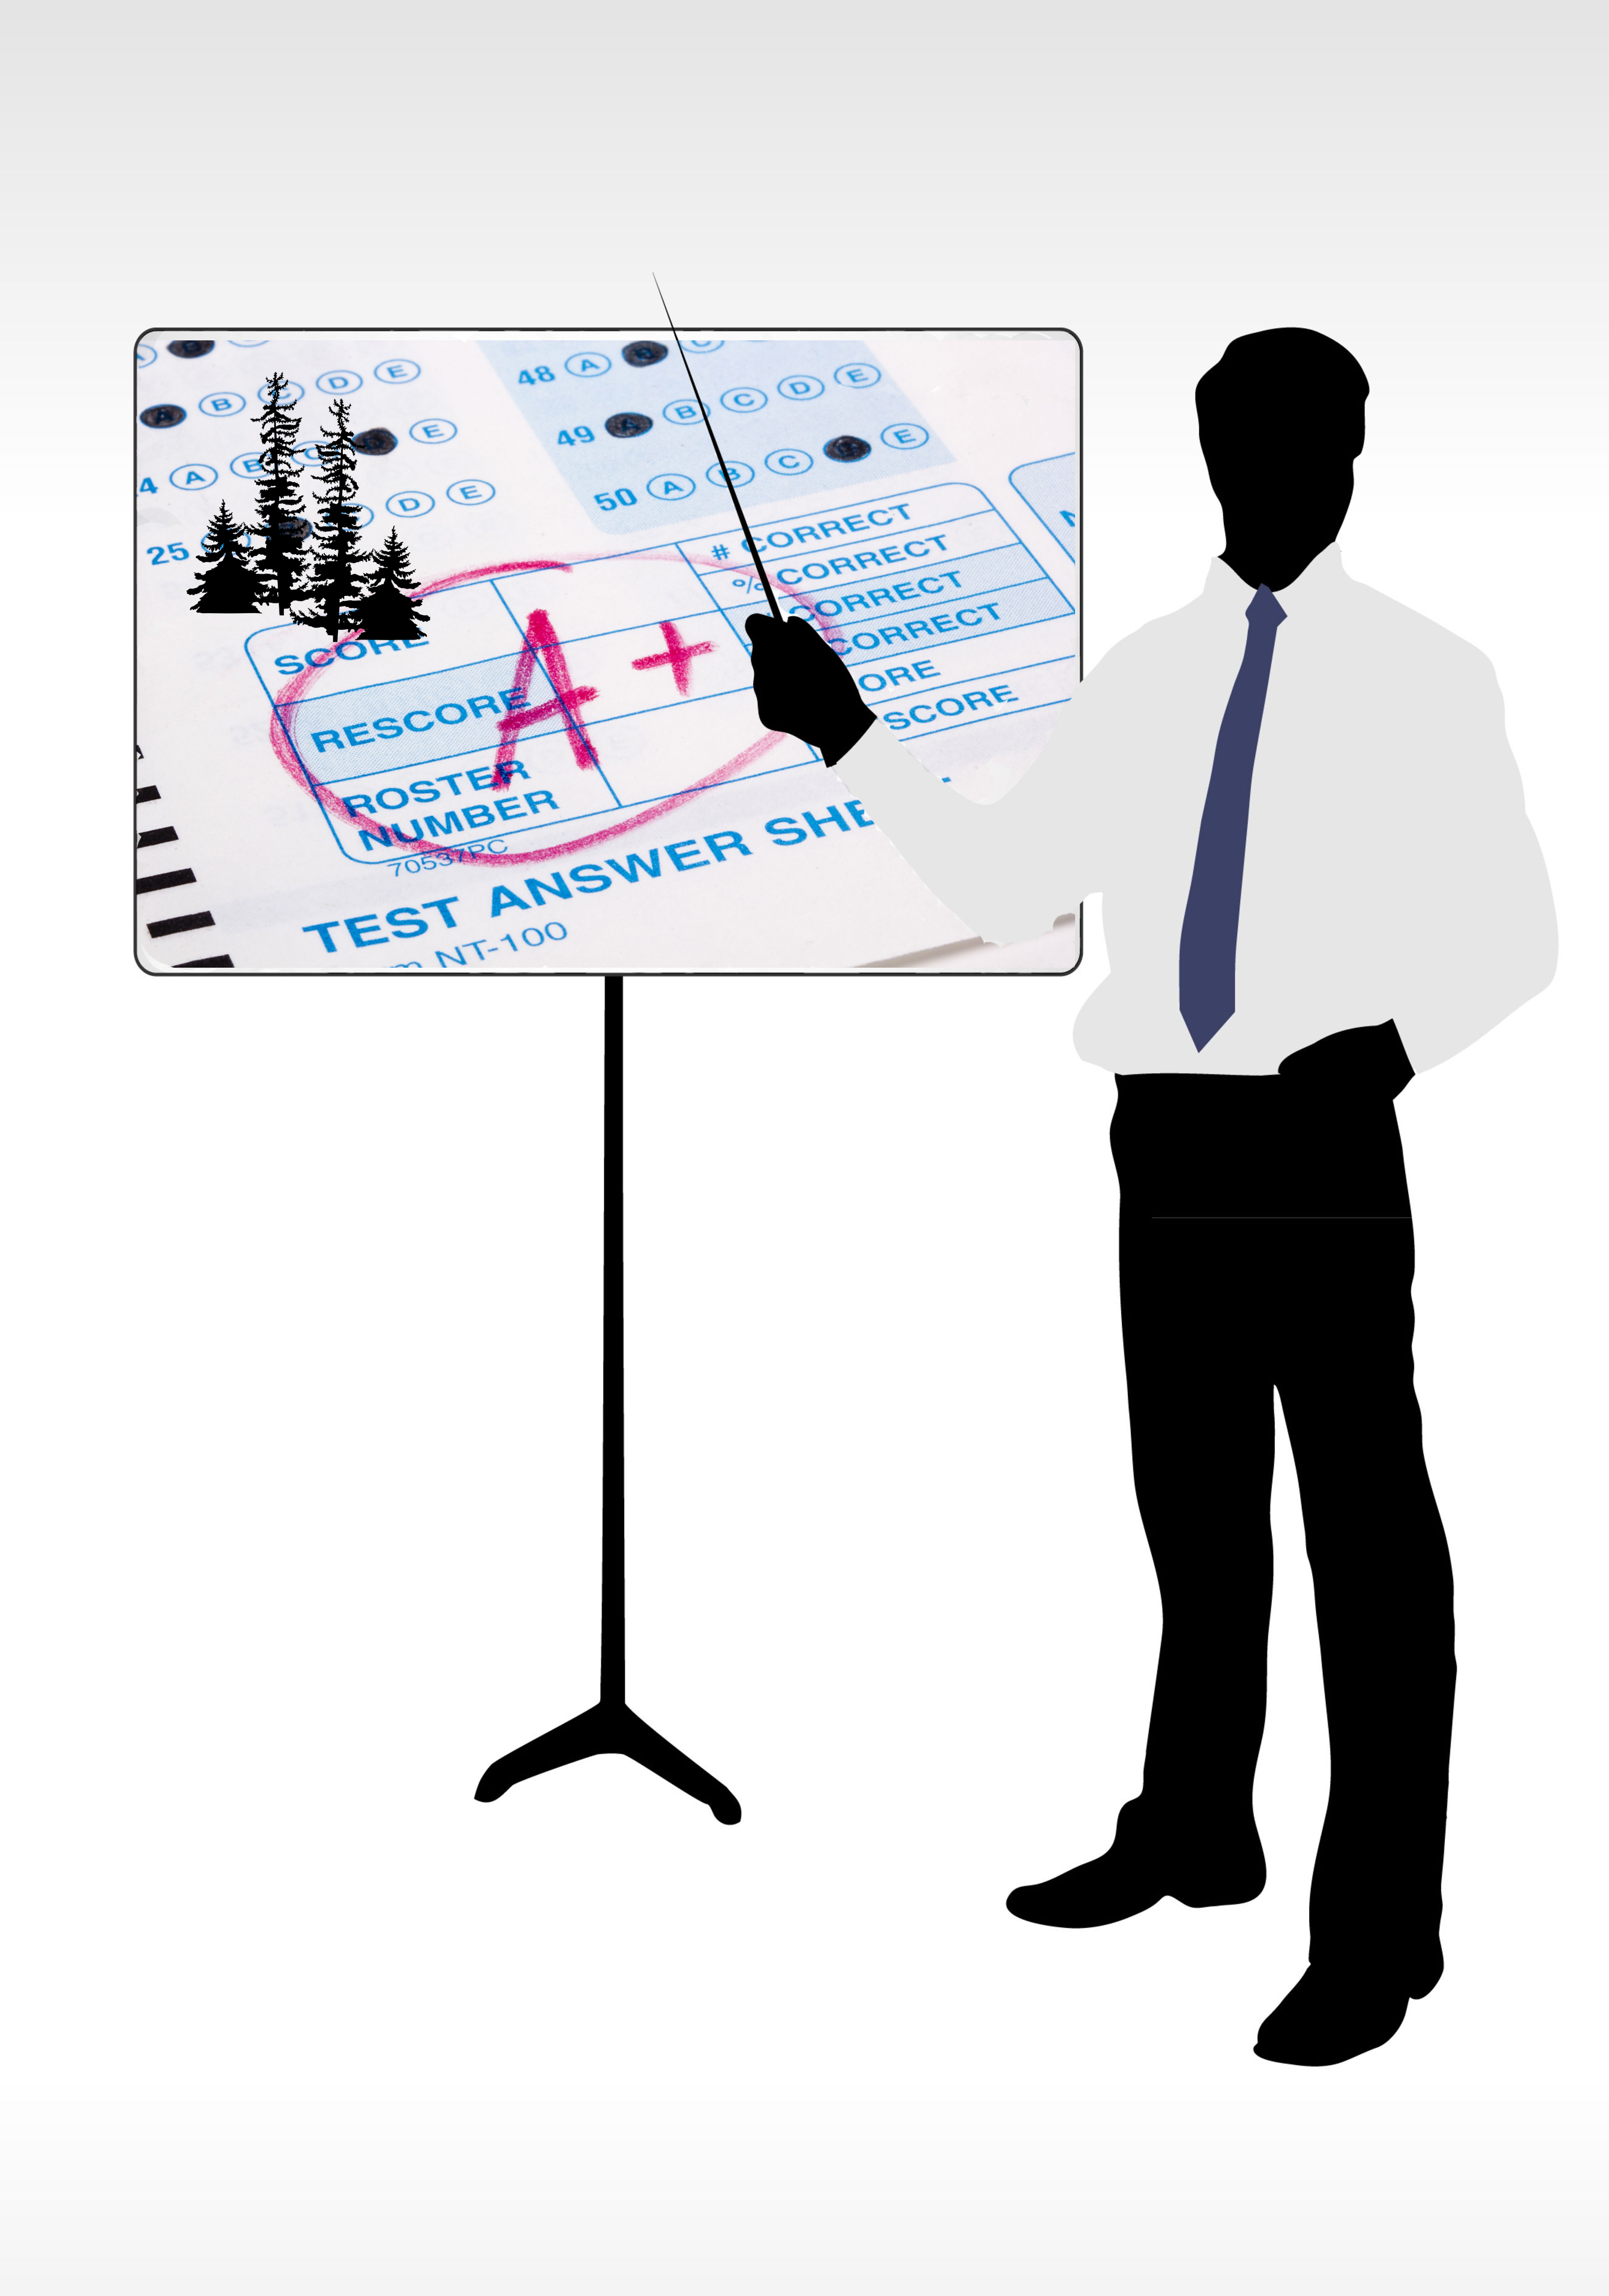 A B C D E
48 A C
A B C D E
49 B C D E
4 A B C E
50 A B C E
25 D E
# CORRECT
% CORRECT
CORRECT
CORRECT
SCORE
ORE
RESCORE
SCORE
A+
ROSTER
NUMBER
70537PC
TEST ANSWER SHE
m NT-100